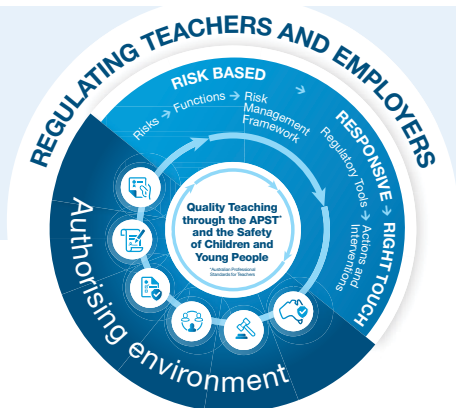 REGULATING TEACHERS AND EMPLOYERS
RISK BASED → RESPONSIVE → RIGHT TOUCH
Risks → Functions → Risk
Management
Framework
Regulatory Tools → Actions and
Interventions
Quality Teaching
through the APST*
and the Safety
of Children and
Young People
*Australian Professional
Standards for Teachers
Authorising environment